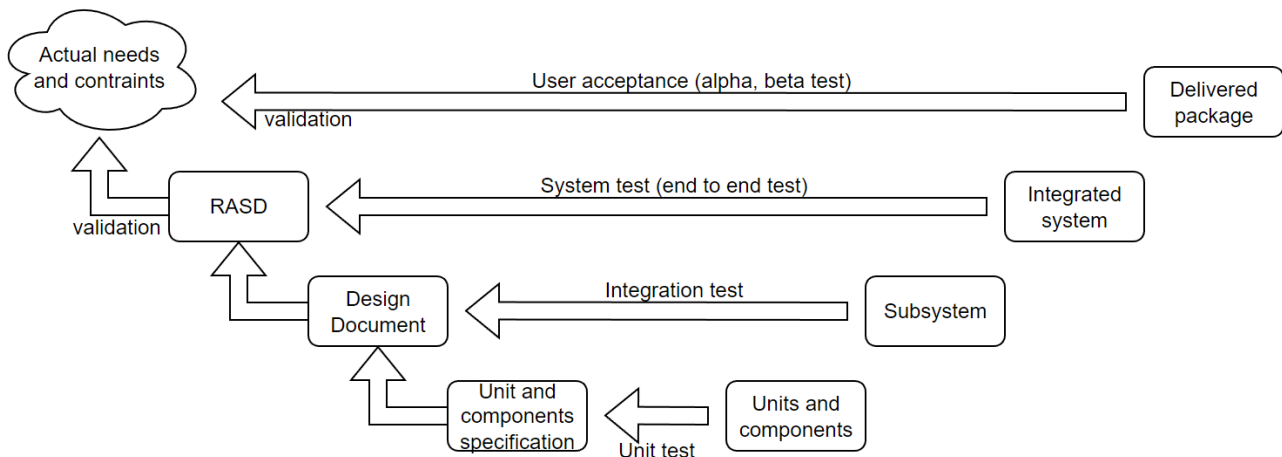 Actual needs
and contraints
User acceptance (alpha, beta test)
validation
Delivered
package
System test (end to end test)
RASD
validation
Integrated
system
Integration test
Design
Document
Subsystem
Unit and
components
specification
Unit test
Units and
components